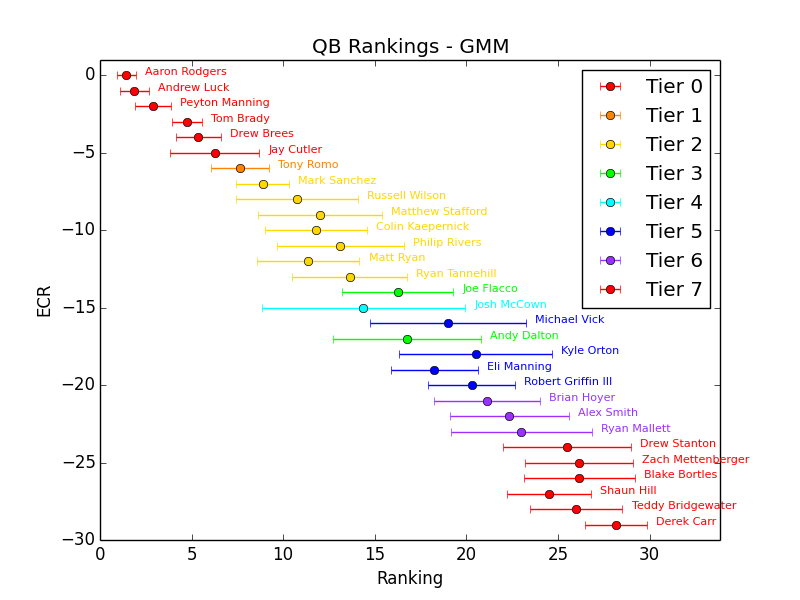 QB Rankings - GMM
0
−5
−10
−15
−20
−25
−30
ECR
Aaron Rodgers
Andrew Luck
Peyton Manning
Tom Brady
Drew Brees
Jay Cutler
Tony Romo
Mark Sanchez
Russell Wilson
Matthew Stafford
Colin Kaepernick
Philip Rivers
Matt Ryan
Ryan Tannehill
Joe Flacco
Josh McCown
Michael Vick
Andy Dalton
Kyle Orton
Eli Manning
Robert Griffin III
Brian Hoyer
Alex Smith
Ryan Mallett
Drew Stanton
Zach Mettenberger
Blake Bortles
Shaun Hill
Teddy Bridgewater
Derek Carr
Tier 0
Tier 1
Tier 2
Tier 3
Tier 4
Tier 5
Tier 6
Tier 7
0 5 10 15 20 25 30
Ranking